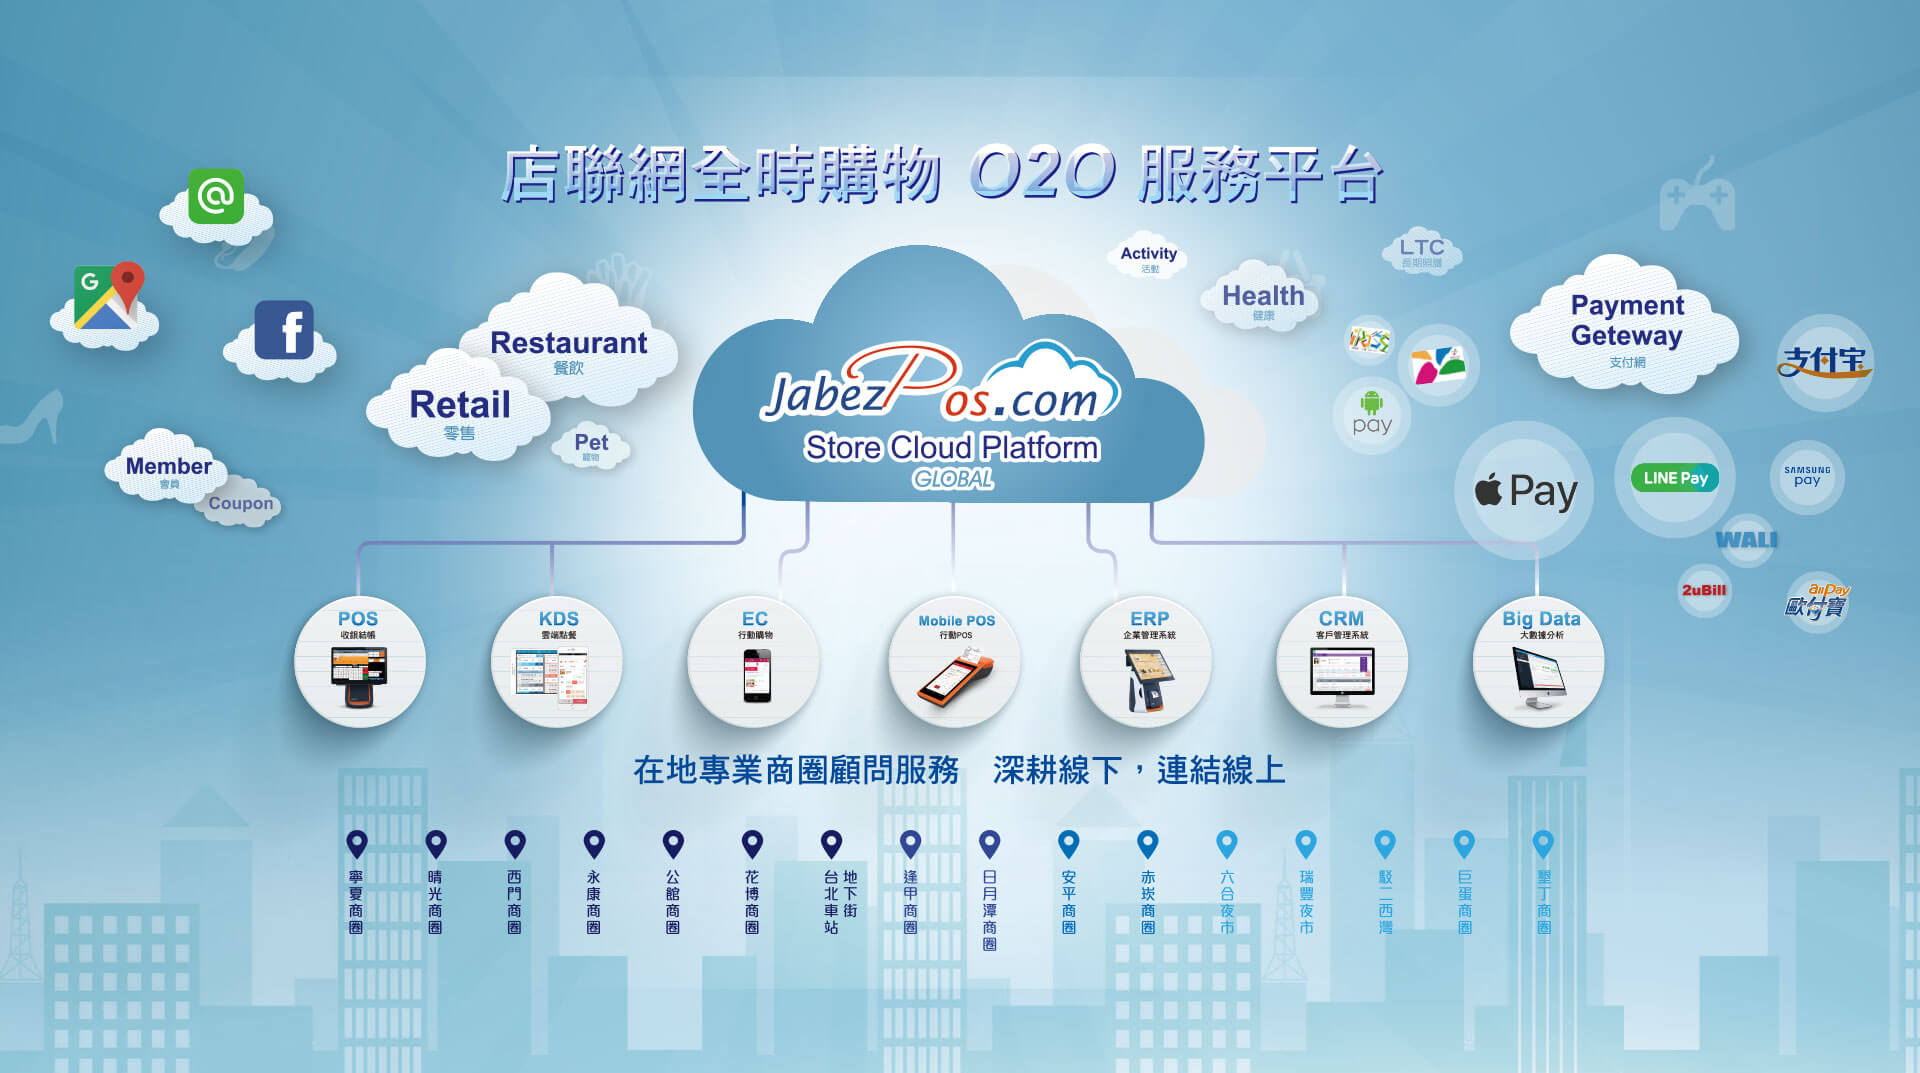 店聯網全時購物 O2O 服務平台
@
G
f
Restaurant
餐飲
Retail
零售
Pet
寵物
Member
會員
Coupon
JabezPos.com
Store Cloud Platform
GLOBAL
Activity
活動
Health
健康
LTC
長期照護
Payment
Geteway
支付網
支付宝
pay
Pay
LINE Pay
SAMSUNG
pay
WALI
2uBill
allPay
歐付寶
POS
收銀結帳
KDS
雲端點餐
EC
行動購物
Mobile POS
行動POS
ERP
企業管理系統
CRM
客戶管理系統
Big Data
大數據分析
在地專業商圈顧問服務 深耕線下，連結線上
寧夏商圈
晴光商圈
西門商圈
永康商圈
公館商圈
花博商圈
台北車站
地下街
逢甲商圈
日月潭商圈
安平商圈
赤崁商圈
六合夜市
瑞豐夜市
駁二西灣
巨蛋商圈
墾丁商圈